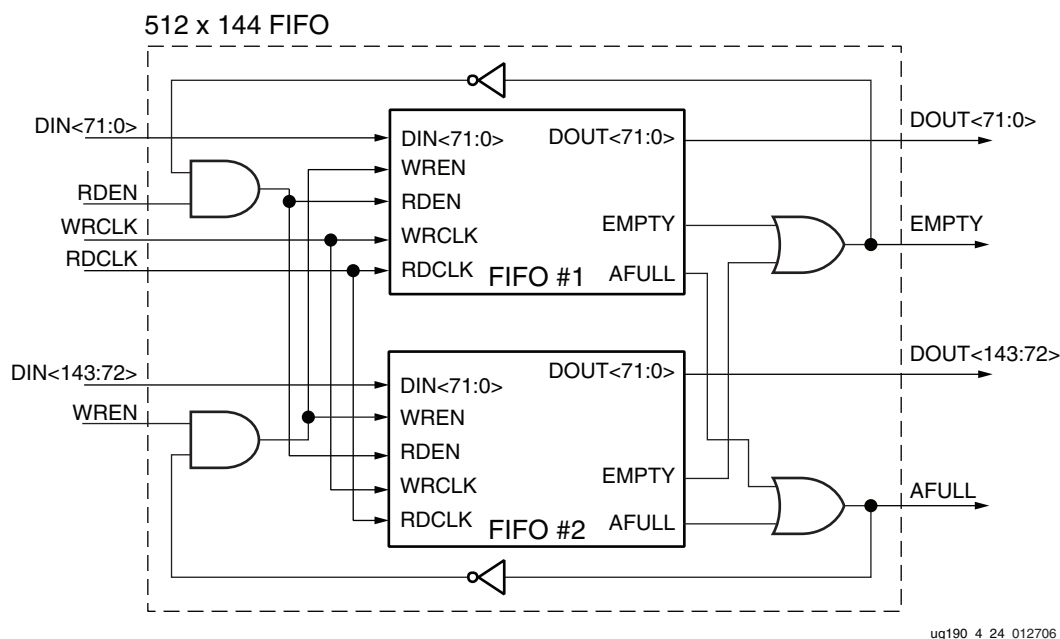 512 x 144 FIFO
DIN<71:0>
RDEN
WRCLK
RDCLK
DIN<71:0>
WREN
RDEN
WRCLK
RDCLK
DOUT<71:0>
EMPTY
AFULL
FIFO #1
DOUT<71:0>
EMPTY
DIN<143:72>
WREN
DIN<71:0>
WREN
RDEN
WRCLK
RDCLK
DOUT<71:0>
EMPTY
AFULL
FIFO #2
DOUT<143:72>
AFULL
ug190_4_24_012706